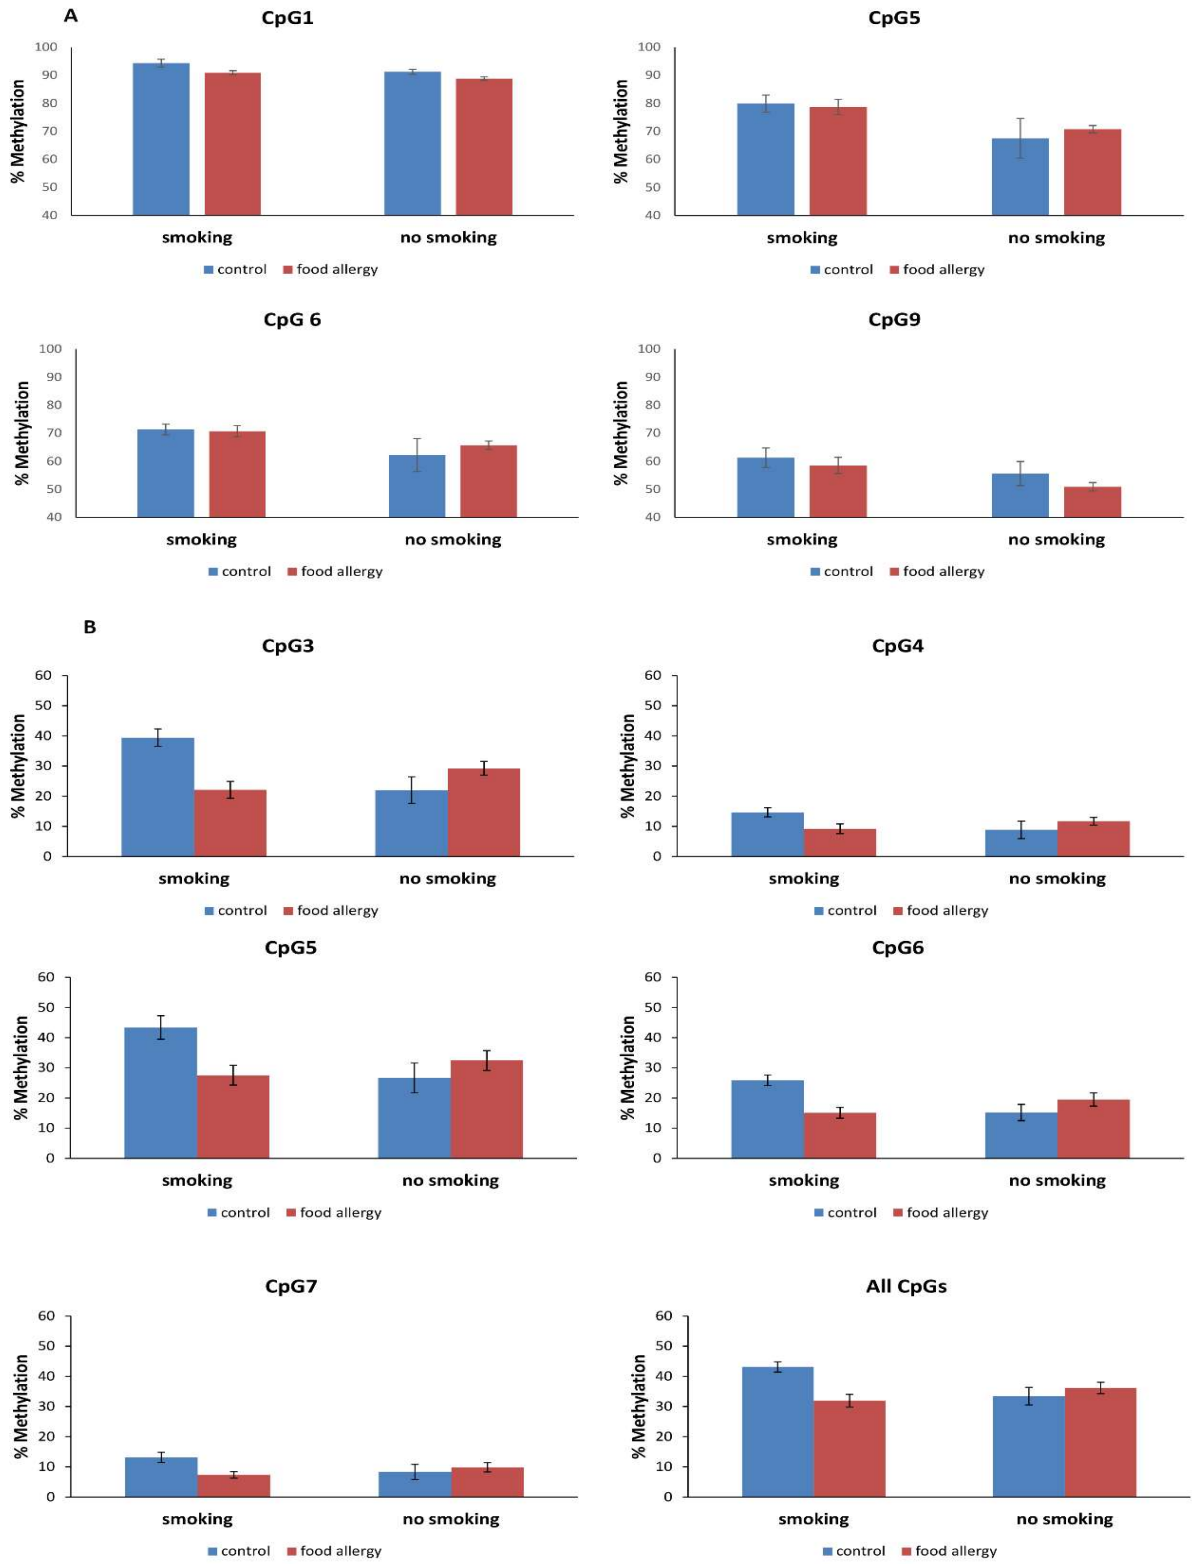 A
CpG1
100
90
80
70
60
50
40
% Methylation
smoking
no smoking
control
food allergy
CpG5
100
90
80
70
60
50
40
% Methylation
smoking
no smoking
control
food allergy
CpG 6
100
90
80
70
60
50
40
% Methylation
smoking
no smoking
control
food allergy
CpG9
100
90
80
70
60
50
40
% Methylation
smoking
no smoking
control
food allergy
B
CpG3
60
50
40
30
20
10
0
% Methylation
smoking
no smoking
control
food allergy
CpG4
60
50
40
30
20
10
0
% Methylation
smoking
no smoking
control
food allergy
CpG5
60
50
40
30
20
10
0
% Methylation
smoking
no smoking
control
food allergy
CpG6
60
50
40
30
20
10
0
% Methylation
smoking
no smoking
control
food allergy
CpG7
60
50
40
30
20
10
0
% Methylation
smoking
no smoking
control
food allergy
All CpGs
60
50
40
30
20
10
0
% Methylation
smoking
no smoking
control
food allergy